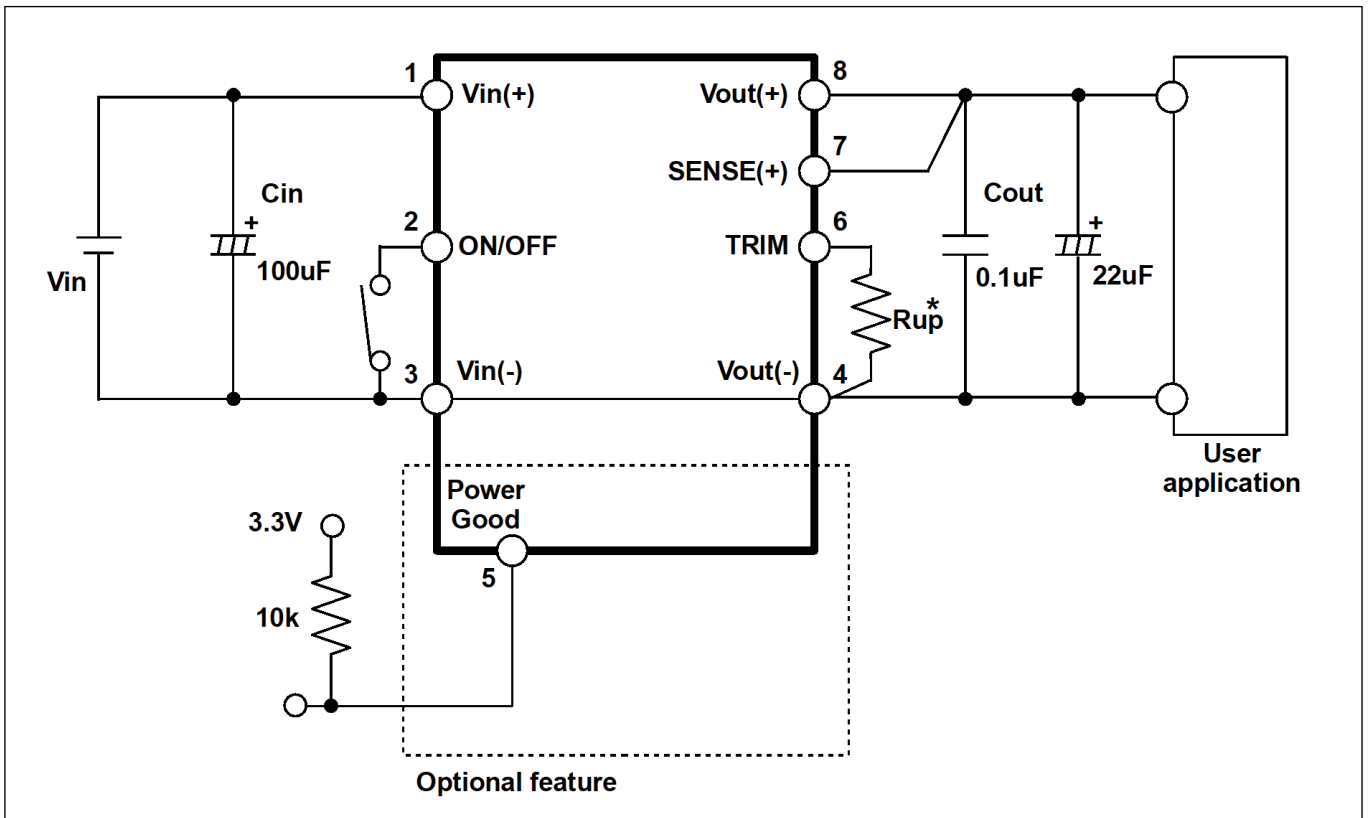 1
Vin(+)
Vout(+)
8
7
SENSE(+)
Cin
+
100uF
Vin
2
ON/OFF
TRIM
6
Rup*
Cout
0.1uF
+
22uF
3
Vin(-)
Vout(-)
4
User
application
Power
Good
5
3.3V
10k
Optional feature